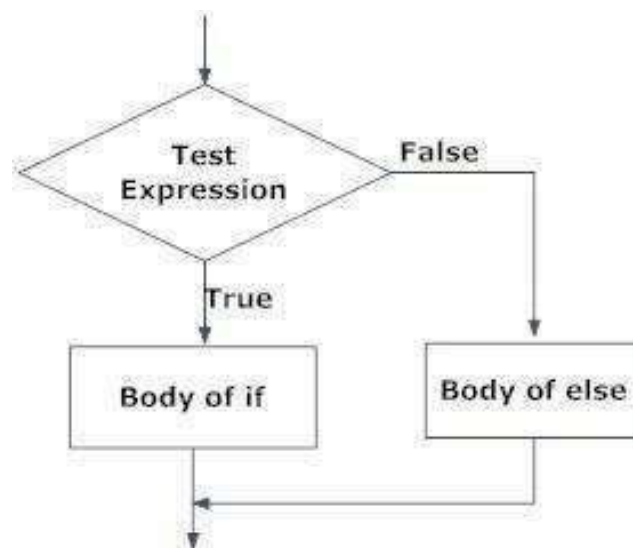 Test
Expression
False
True
Body of if
Body of else